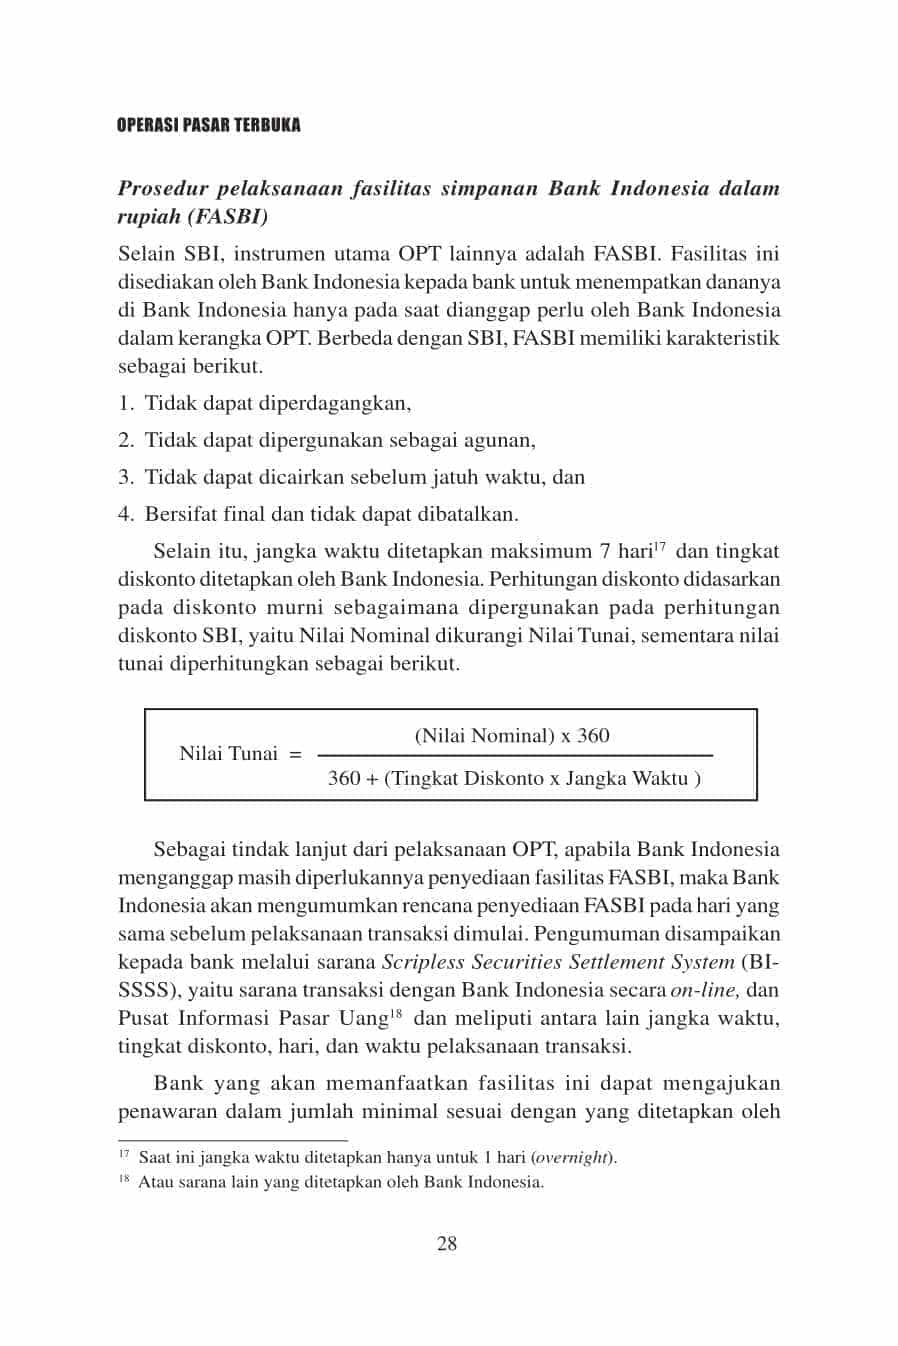 OPERASI PASAR TERBUKA
Prosedur pelaksanaan fasilitas simpanan Bank Indonesia dalam
rupiah (FASBI)
Selain SBI, instrumen utama OPT lainnya adalah FASBI. Fasilitas ini
disediakan oleh Bank Indonesia kepada bank untuk menempatkan dananya
di Bank Indonesia hanya pada saat dianggap perlu oleh Bank Indonesia
dalam kerangka OPT. Berbeda dengan SBI, FASBI memiliki karakteristik
sebagai berikut.
1. Tidak dapat diperdagangkan,
2. Tidak dapat dipergunakan sebagai agunan,
3. Tidak dapat dicairkan sebelum jatuh waktu, dan
4. Bersifat final dan tidak dapat dibatalkan.
Selain itu, jangka waktu ditetapkan maksimum 7 hari17 dan tingkat
diskonto ditetapkan oleh Bank Indonesia. Perhitungan diskonto didasarkan
pada diskonto murni sebagaimana dipergunakan pada perhitungan
diskonto SBI, yaitu Nilai Nominal dikurangi Nilai Tunai, sementara nilai
tunai diperhitungkan sebagai berikut.
(Nilai Nominal) x 360
Nilai Tunai =
360 + (Tingkat Diskonto x Jangka Waktu )
Sebagai tindak lanjut dari pelaksanaan OPT, apabila Bank Indonesia
menganggap masih diperlukannya penyediaan fasilitas FASBI, maka Bank
Indonesia akan mengumumkan rencana penyediaan FASBI pada hari yang
sama sebelum pelaksanaan transaksi dimulai. Pengumuman disampaikan
kepada bank melalui sarana Scripless Securities Settlement System (BI-
SSSS), yaitu sarana transaksi dengan Bank Indonesia secara on-line, dan
Pusat Informasi Pasar Uang18 dan meliputi antara lain jangka waktu,
tingkat diskonto, hari, dan waktu pelaksanaan transaksi.
Bank yang akan memanfaatkan fasilitas ini dapat mengajukan
penawaran dalam jumlah minimal sesuai dengan yang ditetapkan oleh
17 Saat ini jangka waktu ditetapkan hanya untuk 1 hari (overnight).
18 Atau sarana lain yang ditetapkan oleh Bank Indonesia.
28